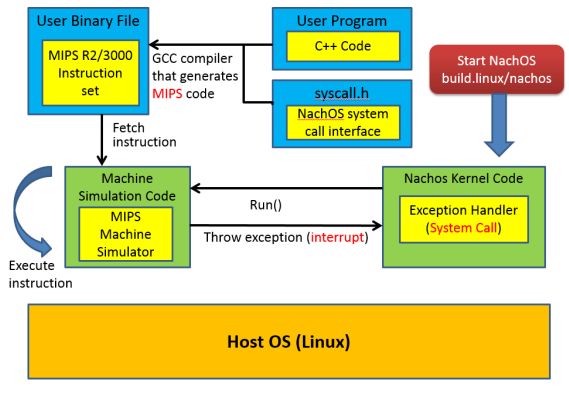 User Binary File
MIPS R2/3000
Instruction
set
GCC compiler
that generates
MIPS code
User Program
C++ Code
syscall.h
NachOS system
call interface
Start NachOS
build.linux/nachos
Fetch
instruction
Machine
Simulation Code
MIPS
Machine
Simulator
Execute
instruction
Run()
Throw exception (interrupt)
Nachos Kernel Code
Exception Handler
(System Call)
Host OS (Linux)